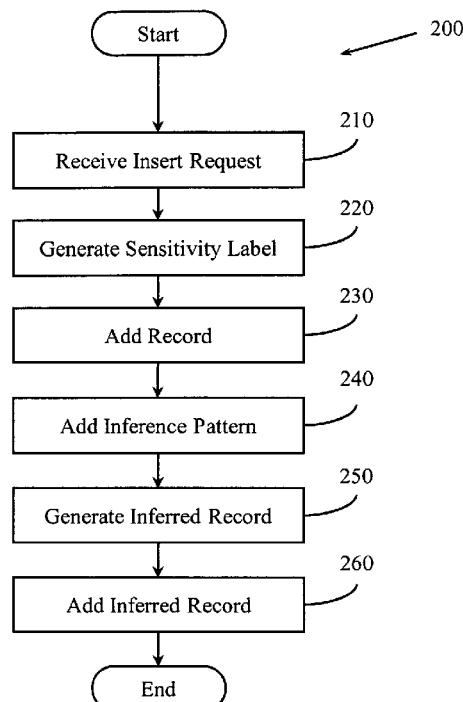 Start
200
210
Receive Insert Request
220
Generate Sensitivity Label
230
Add Record
240
Add Inference Pattern
250
Generate Inferred Record
260
Add Inferred Record
End